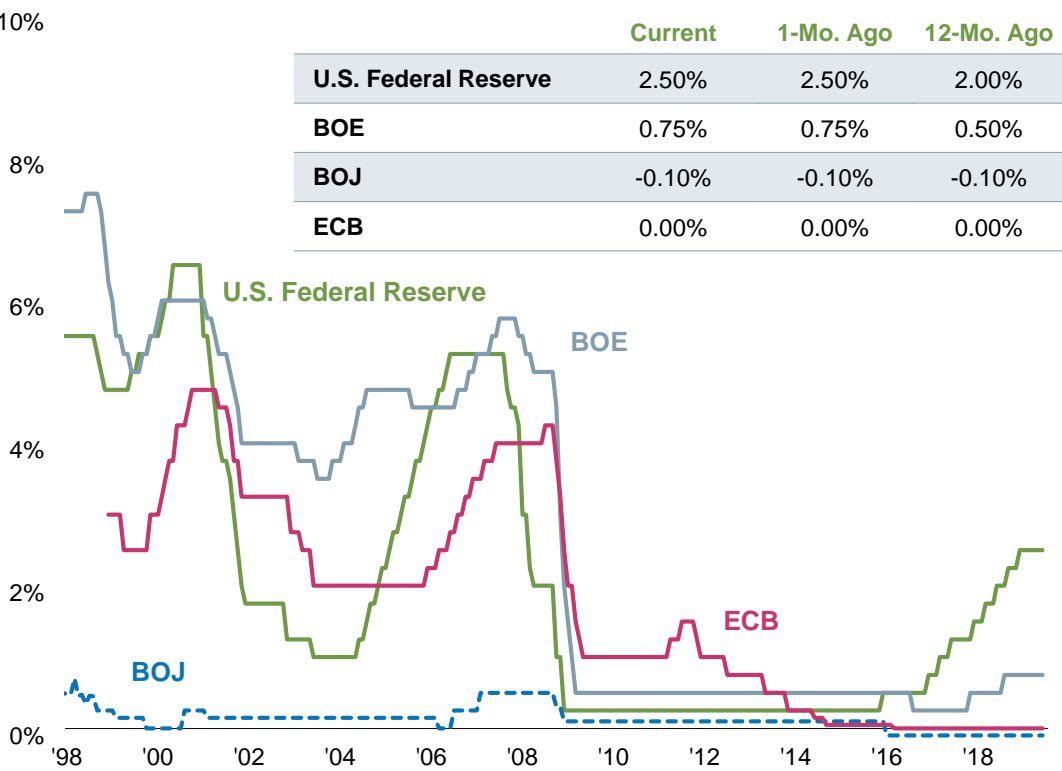 10%
Current 1-Mo. Ago 12-Mo. Ago
U.S. Federal Reserve 2.50% 2.50% 2.00%
BOE 0.75% 0.75% 0.50%
8%
BOJ -0.10% -0.10% -0.10%
ECB 0.00% 0.00% 0.00%
6%
U.S. Federal Reserve
BOE
4%
2%
ECB
BOJ
0%
'98 '00 '02 '04 '06 '08 '10 '12 '14 '16 '18